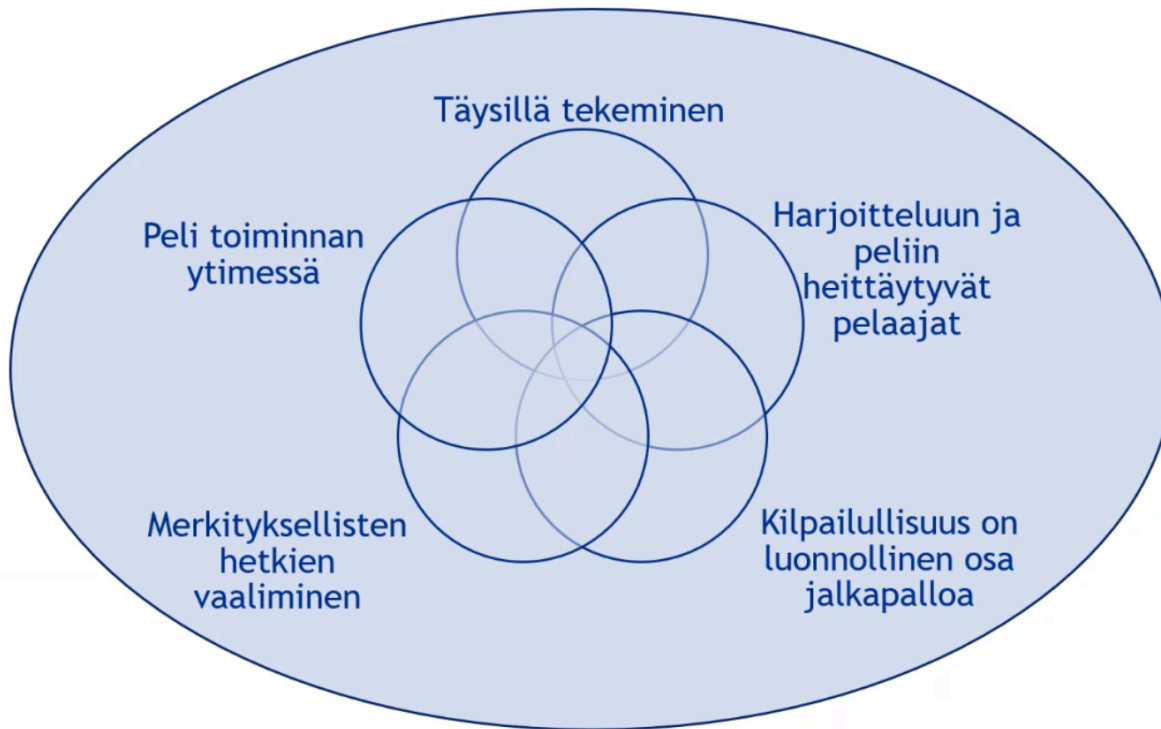 Täysillä tekeminen
Peli toiminnan
ytimessä
Harjoitteluun ja
peliin
heittäytyvät
pelaajat
Merkityksellisten
hetkien
vaaliminen
Kilpailullisuus on
luonnollinen osa
jalkapalloa